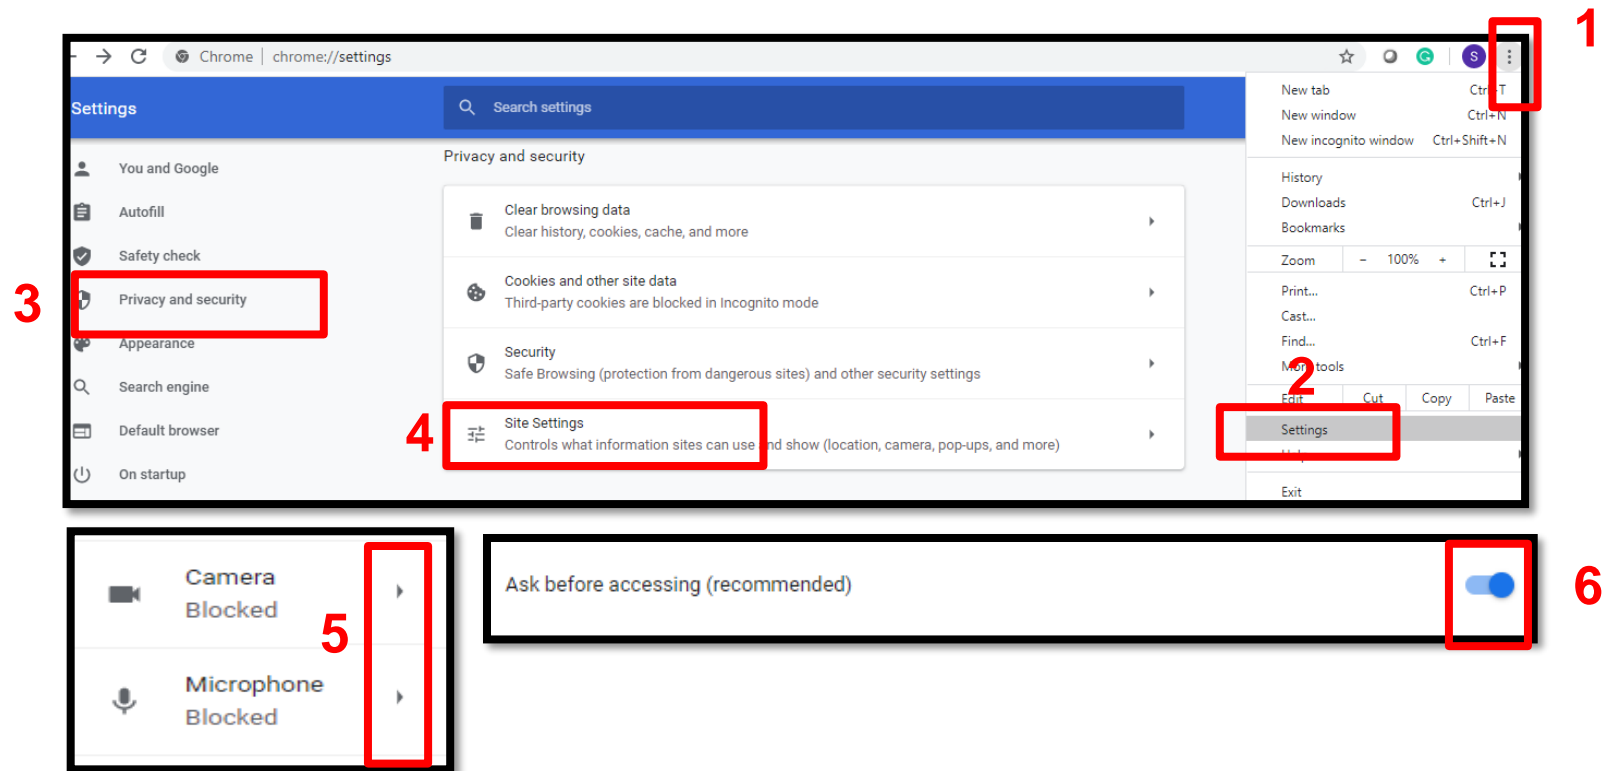 1
Chrome | chrome://settings
S
Settings
Search settings
You and Google
Autofill
Safety check
3
Privacy and security
Appearance
Search engine
Default browser
On startup
Privacy and security
Clear browsing data
Clear history, cookies, cache, and more
Cookies and other site data
Third-party cookies are blocked in Incognito mode
Security
Safe Browsing (protection from dangerous sites) and other security settings
4
Site Settings
Controls what information sites can use and show (location, camera, pop-ups, and more)
New tab Ctrl+T
New window Ctrl+N
New incognito window Ctrl+Shift+N
History
Downloads Ctrl+J
Bookmarks
Zoom - 100% +
Print... Ctrl+P
Cast...
Find... Ctrl+F
More tools
2
Edit Cut Copy Paste
Settings
Help
Exit
Camera
Blocked
5
Microphone
Blocked
Ask before accessing (recommended)
6